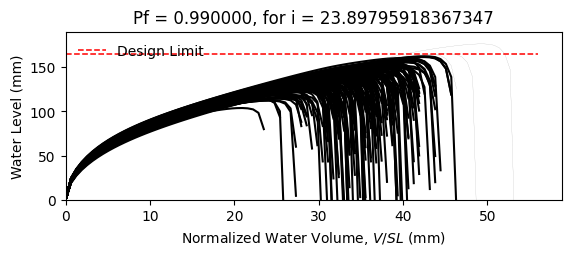 Pf = 0.990000, for i = 23.89795918367347
Design Limit
Water Level (mm)
150
100
50
0
0 10 20 30 40 50
Normalized Water Volume, V/SL (mm)